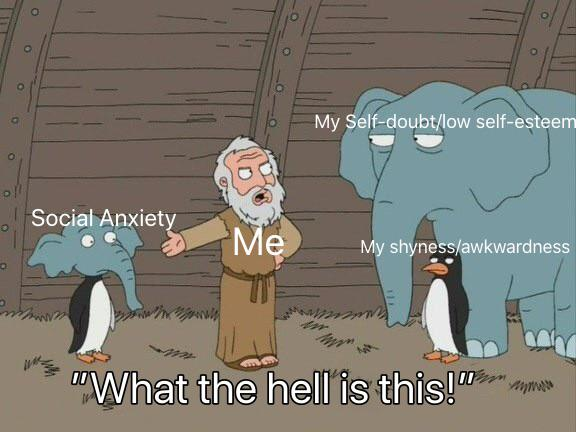 My Self-doubt/low self-esteem
Social Anxiety
Me
My shyness/awkwardness
"What the hell is this!"